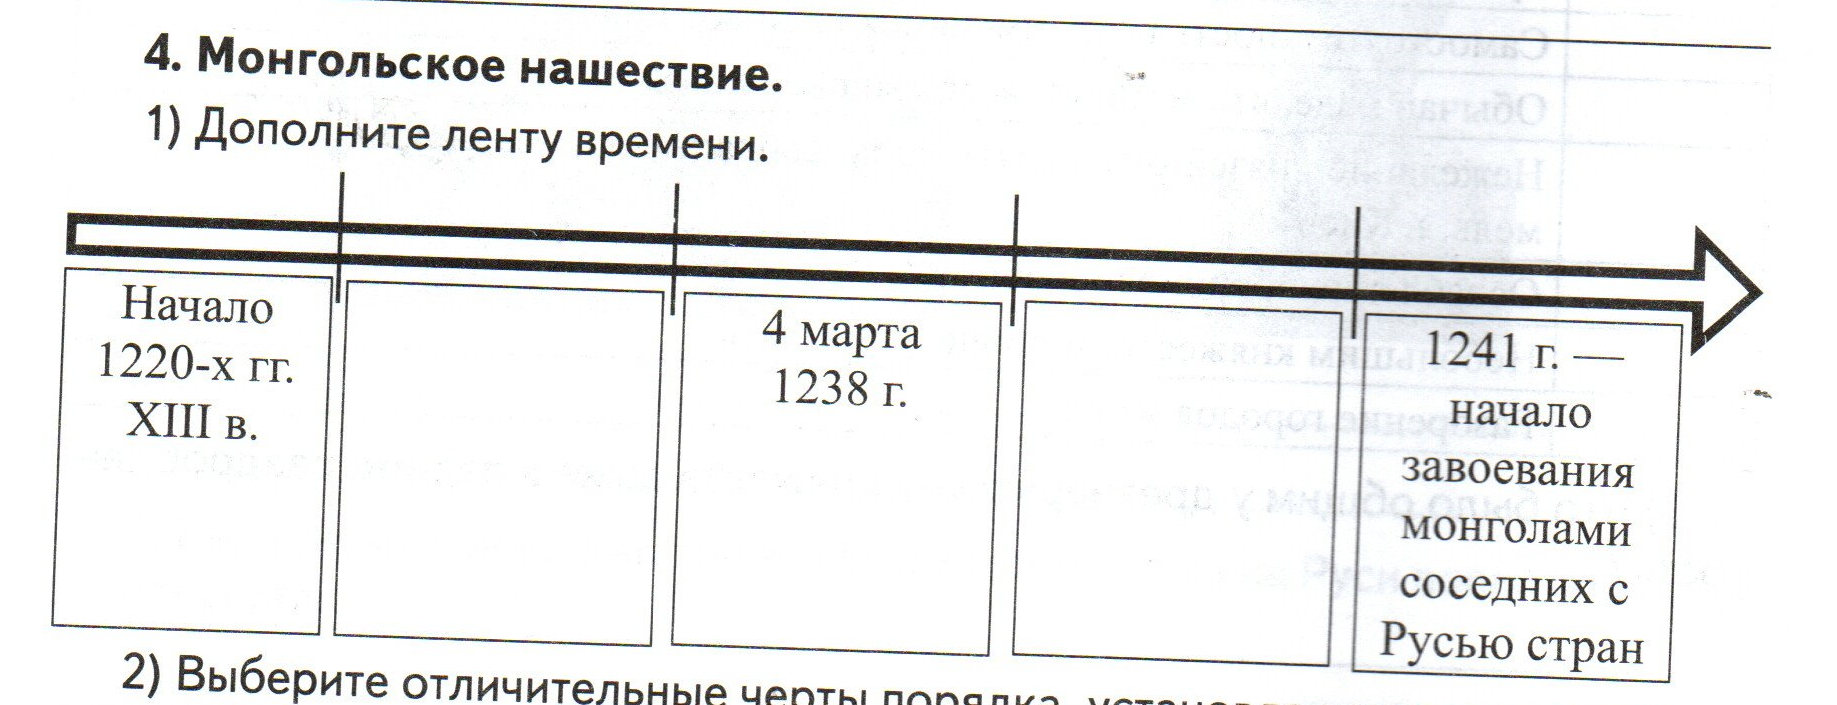 4. Монгольское нашествие.
1) Дополните ленту времени.
Начало
1220-х гг.
XIII в.
4 марта
1238 г.
1241 г. —
начало
завоевания
монголами
соседних с
Русью стран
2) Выберите отличительные черты порядка,